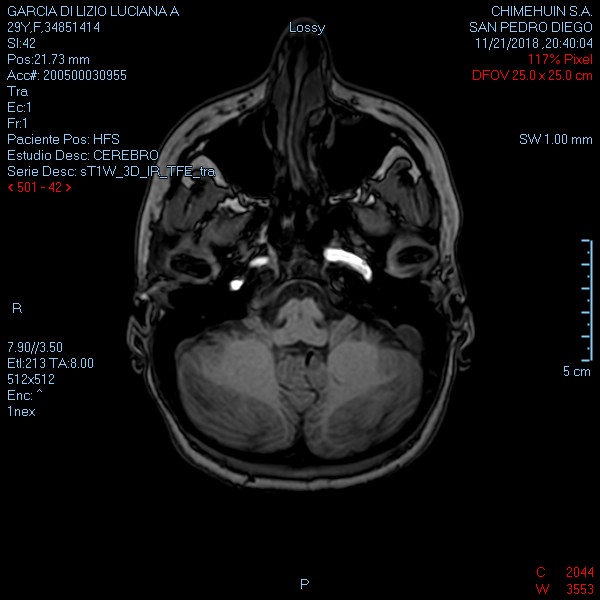 GARCIA DI LIZIO LUCIANA A
29Y,F,34851414
Sl:42
Pos:21.73 mm
Acc#: 200500030955
Tra
Ec:1
Fr:1
Paciente Pos: HFS
Estudio Desc: CEREBRO
Serie Desc: sT1W_3D_IR_TFE_tra
< 501 - 42 >
Lossy
CHIMEHUIN S.A.
SAN PEDRO DIEGO
11/21/2018 ,20:40:04
117% Pixel
DFOV 25.0 x 25.0 cm
SW 1.00 mm
R
5 cm
7.90//3.50
Etl:213 TA:8.00
512x512
Enc: ^
1nex
P
C 2044
W 3553